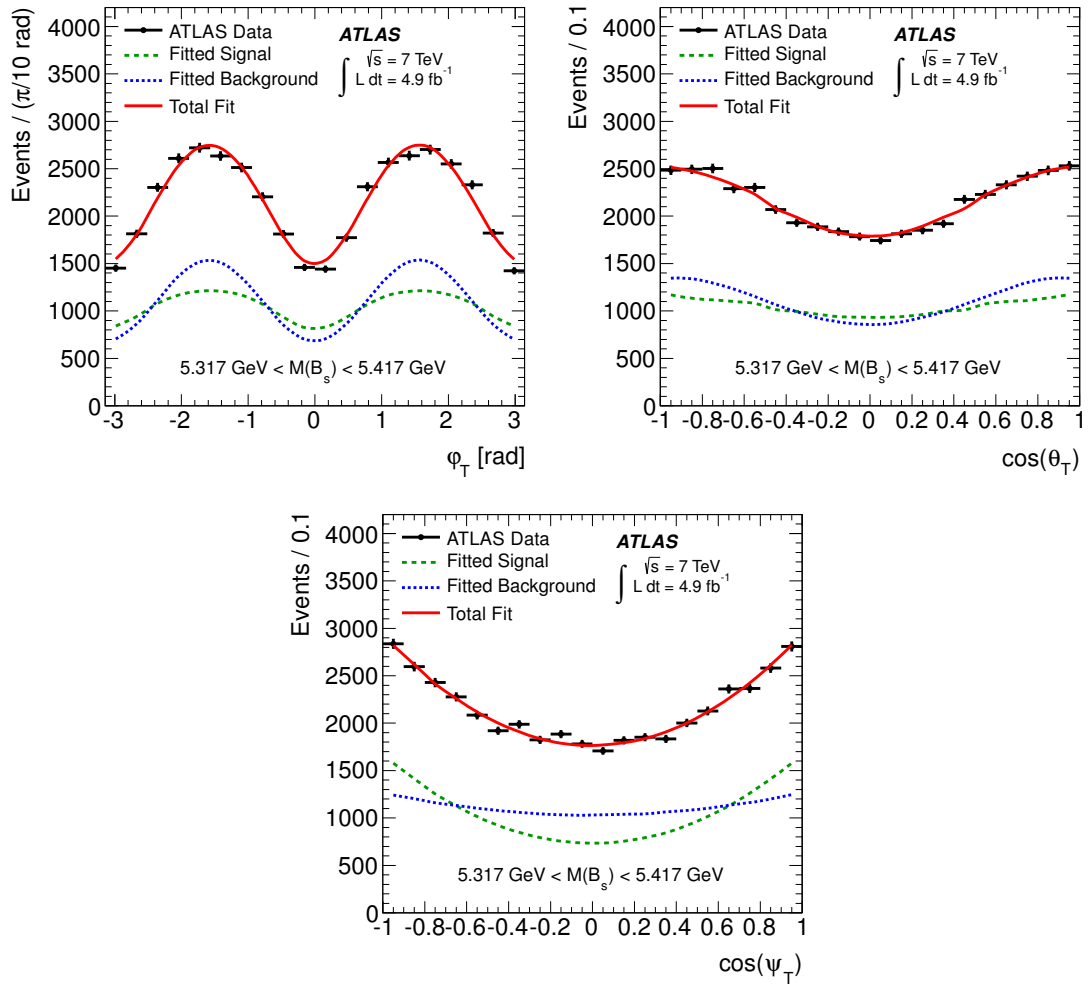 Events / (π/10 rad)
4000
3500
3000
2500
2000
1500
1000
500
0
ATLAS Data
Fitted Signal
Fitted Background
Total Fit
ATLAS
√s = 7 TeV
∫ L dt = 4.9 fb⁻¹
5.317 GeV < M(B_s) < 5.417 GeV
-3 -2 -1 0 1 2 3
φ_T [rad]
Events / 0.1
4000
3500
3000
2500
2000
1500
1000
500
0
ATLAS Data
Fitted Signal
Fitted Background
Total Fit
ATLAS
√s = 7 TeV
∫ L dt = 4.9 fb⁻¹
5.317 GeV < M(B_s) < 5.417 GeV
-1 -0.8 -0.6 -0.4 -0.2 0 0.2 0.4 0.6 0.8 1
cos(θ_T)
Events / 0.1
4000
3500
3000
2500
2000
1500
1000
500
0
ATLAS Data
Fitted Signal
Fitted Background
Total Fit
ATLAS
√s = 7 TeV
∫ L dt = 4.9 fb⁻¹
5.317 GeV < M(B_s) < 5.417 GeV
-1 -0.8 -0.6 -0.4 -0.2 0 0.2 0.4 0.6 0.8 1
cos(ψ_T)